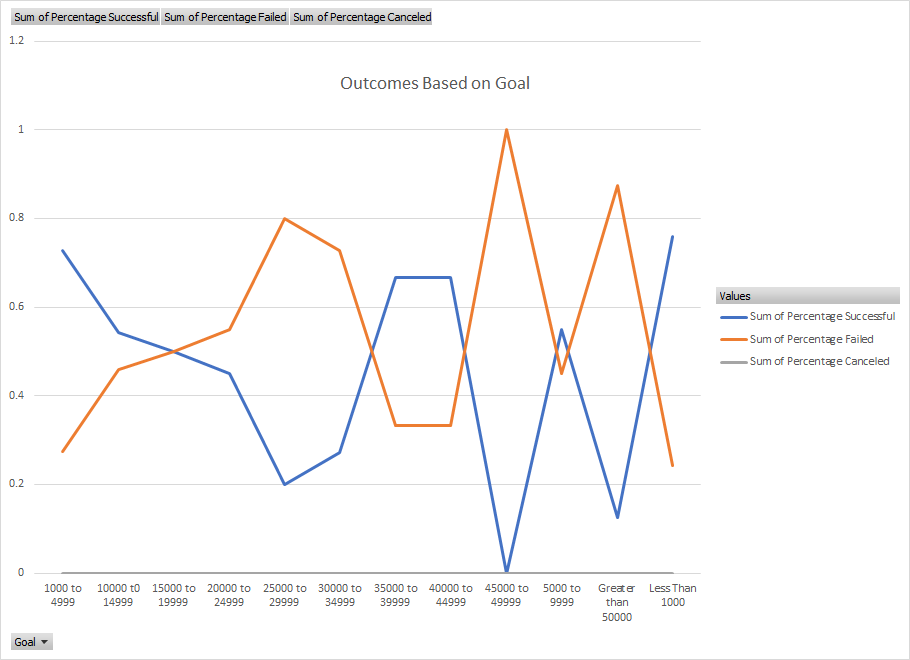 Sum of Percentage Successful Sum of Percentage Failed Sum of Percentage Canceled
1.2
Outcomes Based on Goal
1
0.8
0.6
0.4
0.2
0
Values
Sum of Percentage Successful
Sum of Percentage Failed
Sum of Percentage Canceled
1000 to
4999
10000 t0
14999
15000 to
19999
20000 to
24999
25000 to
29999
30000 to
34999
35000 to
39999
40000 to
44999
45000 to
49999
5000 to
9999
Greater
than
50000
Less Than
1000
Goal